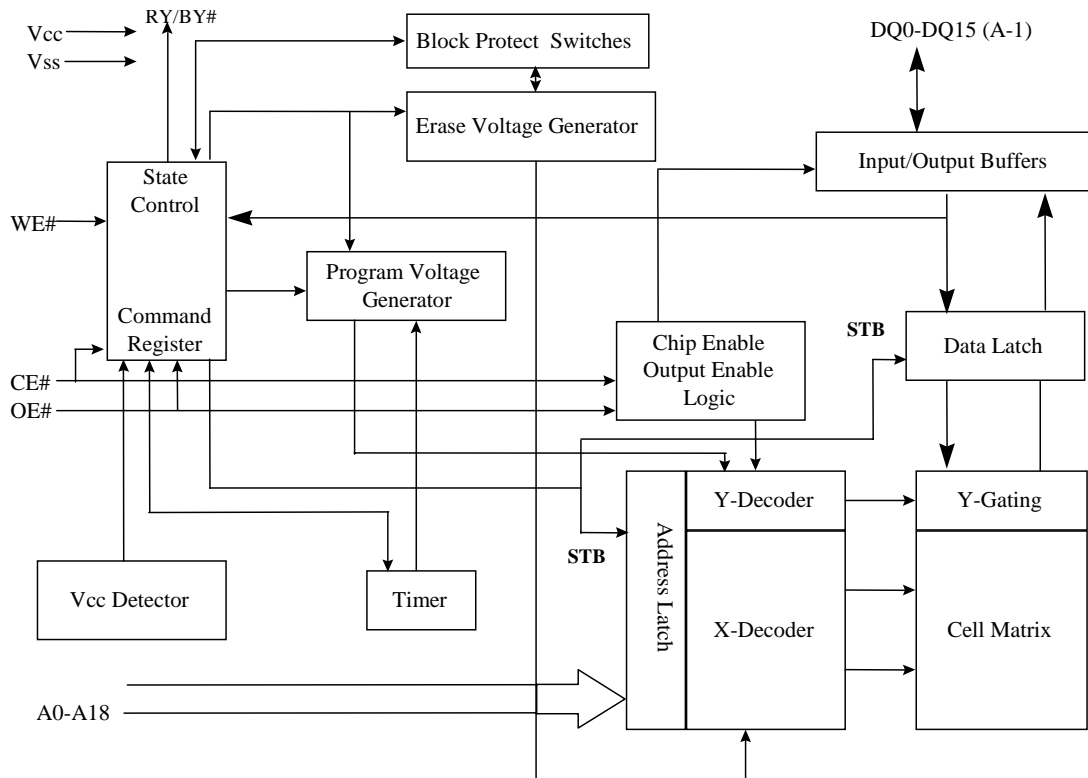 RY/BY#
Vcc
Vss
Block Protect Switches
DQ0-DQ15 (A-1)
Erase Voltage Generator
Input/Output Buffers
State
Control
WE#
Program Voltage
Generator
Command
Register
STB
Chip Enable
Output Enable
Logic
Data Latch
CE#
OE#
Y-Decoder
Y-Gating
STB
Address Latch
Vcc Detector
Timer
X-Decoder
Cell Matrix
A0-A18